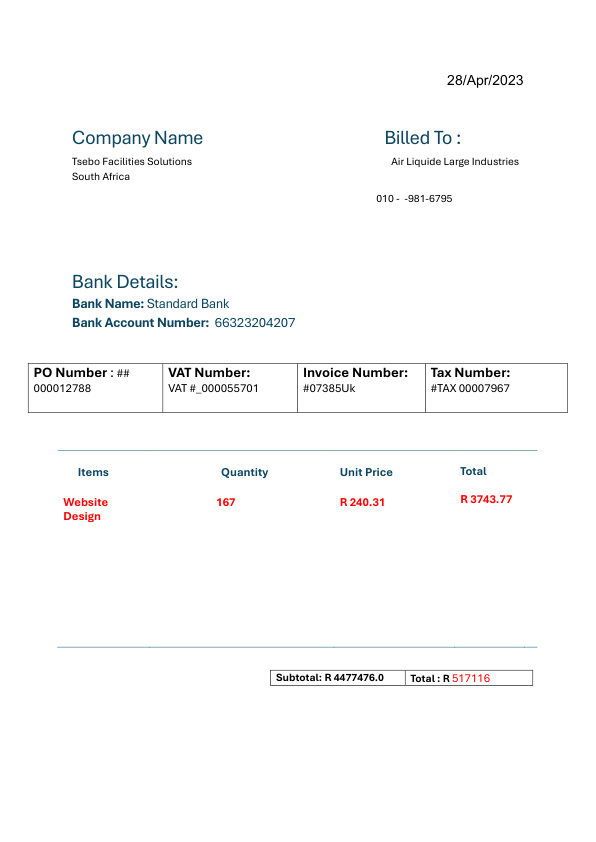 28/Apr/2023
Company Name
Billed To :
Tsebo Facilities Solutions
Air Liquide Large Industries
South Africa
010 -  -981-6795
Bank Details:
Bank Name: Standard Bank
Bank Account Number:  66323204207
PO Number : ##
000012788
VAT Number:
VAT #_000055701
Invoice Number:
#07385Uk
Tax Number:
#TAX 00007967
Items
Quantity
Unit Price
Total
Website
Design
167
R 240.31
R 3743.77
Subtotal: R 4477476.0
Total : R 517116